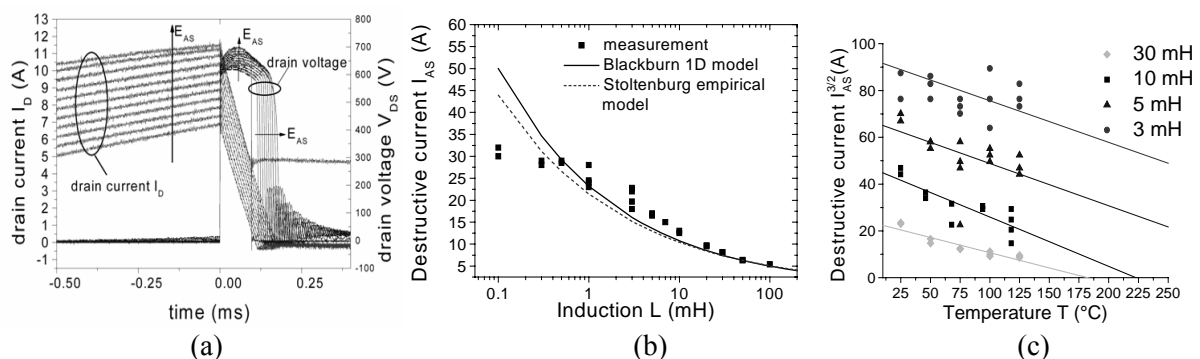 (a)
drain current I_D (A)
13
12
11
10
9
8
7
6
5
4
3
2
1
0
-1
E_AS
E_AS
drain voltage
E_AS
drain current I_D
800
700
600
500
400
300
200
100
0
-100
drain voltage V_DS (V)
-0.50
-0.25
0.00
0.25
time (ms)
Destructive current I_AS (A)
60
55
50
45
40
35
30
25
20
15
10
5
measurement
Blackburn 1D model
Stoltenburg empirical
model
0.1
1
10
100
Induction L (mH)
(b)
Destructive current I_AS^3/2 (A)
100
80
60
40
20
0
30 mH
10 mH
5 mH
3 mH
25
50
75
100
125
150
175
200
225
250
Temperature T (°C)
(c)